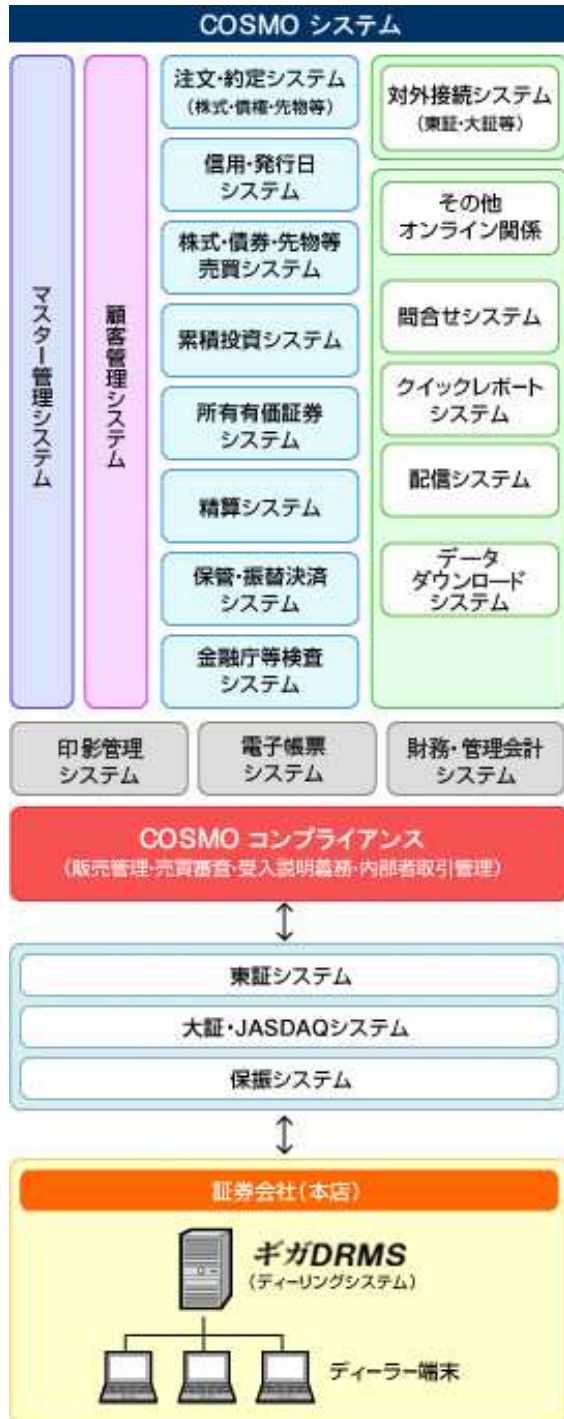 COSMO システム
マスター管理システム
顧客管理システム
注文・約定システム
（株式・債権・先物等）
信用・発行日
システム
株式・債券・先物等
売買システム
累積投資システム
所有有価証券
システム
精算システム
保管・振替決済
システム
金融庁等検査
システム
対外接続システム
（東証・大証等）
その他
オンライン関係
問合せシステム
クイックレポート
システム
配信システム
データ
ダウンロード
システム
印影管理
システム
電子帳票
システム
財務・管理会計
システム
COSMO コンプライアンス
（販売管理・売買審査・受入説明義務・内部者取引管理）
東証システム
大証・JASDAQシステム
保振システム
証券会社（本店）
ギガDRMS
（ディーリングシステム）
ディーラー端末